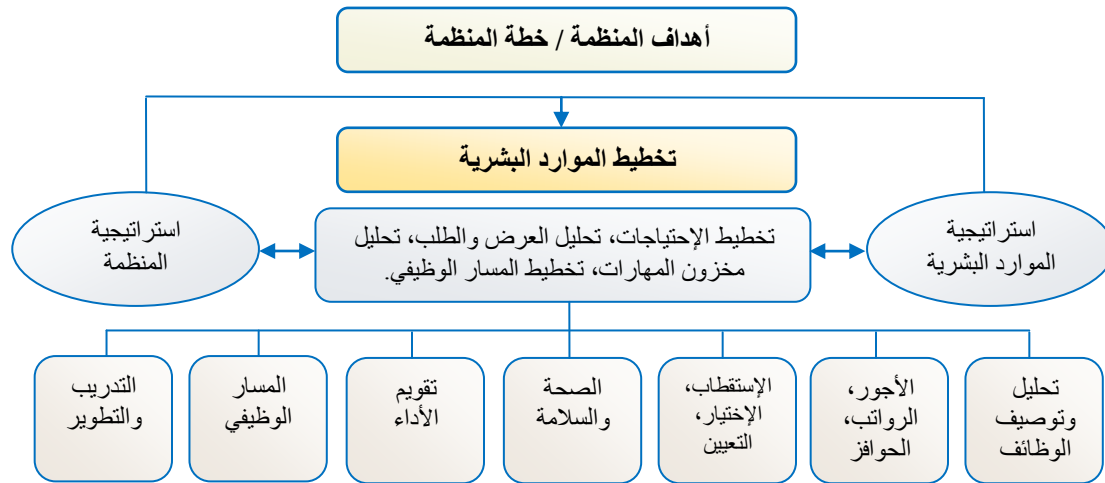 أهداف المنظمة / خطة المنظمة
تخطيط الموارد البشرية
استراتيجية
الموارد البشرية
تخطيط الإحتياجات، تحليل العرض والطلب، تحليل
مخزون المهارات، تخطيط المسار الوظيفي.
استراتيجية
المنظمة
تحليل
وتوصيف
الوظائف
الأجور،
الرواتب،
الحوافز
الإستقطاب،
الإختيار،
التعيين
الصحة
والسلامة
تقويم
الأداء
المسار
الوظيفي
التدريب
والتطوير